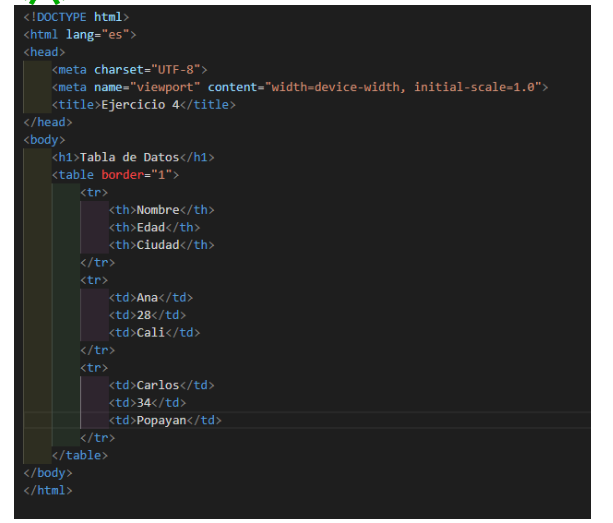 <!DOCTYPE html>
<html lang="es">
<head>
    <meta charset="UTF-8">
    <meta name="viewport" content="width=device-width, initial-scale=1.0">
    <title>Ejercicio 4</title>
</head>
<body>
    <h1>Tabla de Datos</h1>
    <table border="1">
        <tr>
            <th>Nombre</th>
            <th>Edad</th>
            <th>Ciudad</th>
        </tr>
        <tr>
            <td>Ana</td>
            <td>28</td>
            <td>Cali</td>
        </tr>
        <tr>
            <td>Carlos</td>
            <td>34</td>
            <td>Popayan</td>
        </tr>
    </table>
</body>
</html>